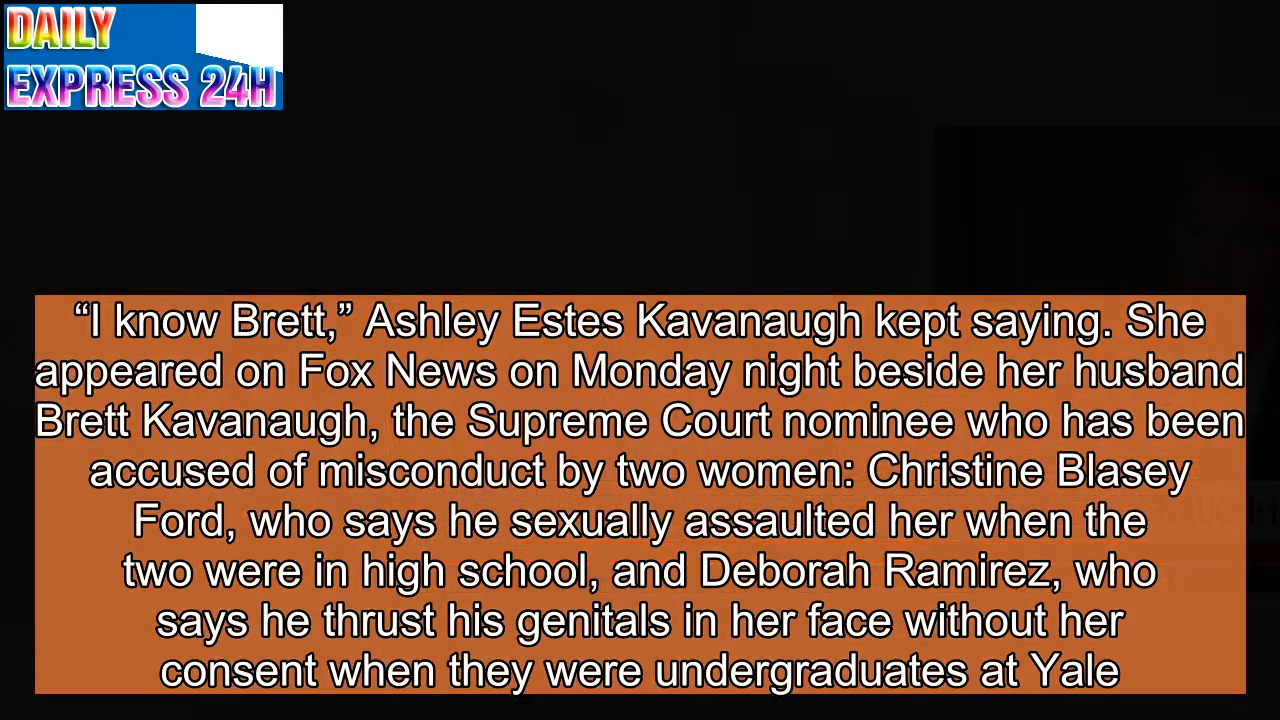 DAILY
EXPRESS 24H
“I know Brett,” Ashley Estes Kavanaugh kept saying. She
appeared on Fox News on Monday night beside her husband
Brett Kavanaugh, the Supreme Court nominee who has been
accused of misconduct by two women: Christine Blasey
Ford, who says he sexually assaulted her when the
two were in high school, and Deborah Ramirez, who
says he thrust his genitals in her face without her
consent when they were undergraduates at Yale